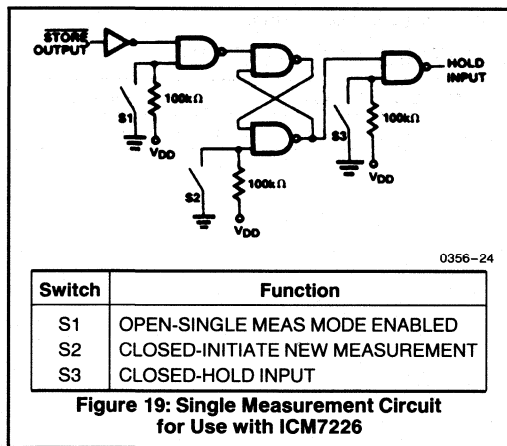 STORE
OUTPUT
HOLD
INPUT
S1
100kΩ
VDD
S2
100kΩ
VDD
S3
100kΩ
VDD
0356-24
Switch Function
S1 OPEN-SINGLE MEAS MODE ENABLED
S2 CLOSED-INITIATE NEW MEASUREMENT
S3 CLOSED-HOLD INPUT
Figure 19: Single Measurement Circuit
for Use with ICM7226